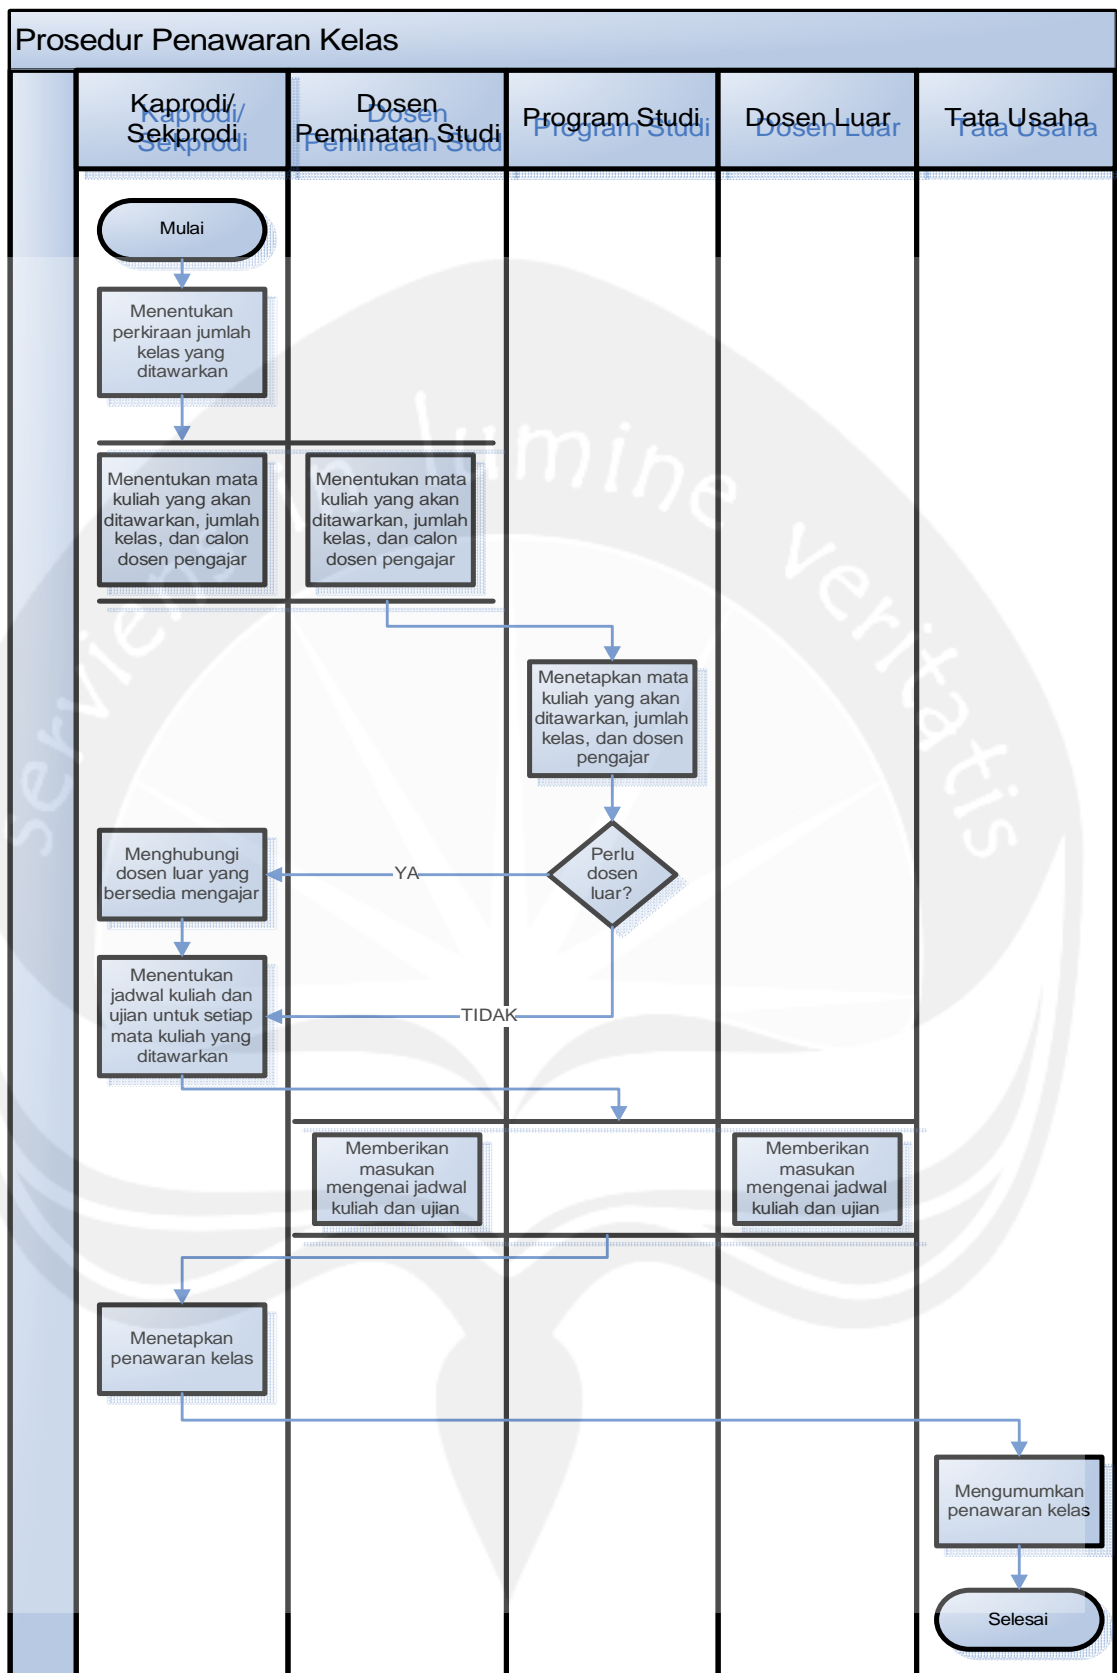 Prosedur Penawaran Kelas
Kaprodi/
Sekprodi
Dosen
Peminatan Studi
Program Studi
Dosen Luar
Tata Usaha
Mulai
Menentukan
perkiraan jumlah
kelas yang
ditawarkan
Menentukan mata
kuliah yang akan
ditawarkan, jumlah
kelas, dan calon
dosen pengajar
Menentukan mata
kuliah yang akan
ditawarkan, jumlah
kelas, dan calon
dosen pengajar
Menetapkan mata
kuliah yang akan
ditawarkan, jumlah
kelas, dan dosen
pengajar
Perlu
dosen
luar?
YA
Menghubungi
dosen luar yang
bersedia mengajar
TIDAK
Menentukan
jadwal kuliah dan
ujian untuk setiap
mata kuliah yang
ditawarkan
Memberikan
masukan
mengenai jadwal
kuliah dan ujian
Memberikan
masukan
mengenai jadwal
kuliah dan ujian
Menetapkan
penawaran kelas
Mengumumkan
penawaran kelas
Selesai
serviens in lumine veritatis